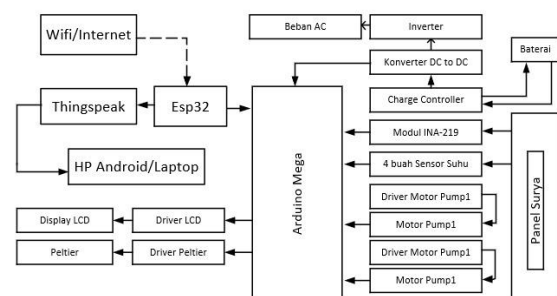 Wifi/Internet
Beban AC
Inverter
Konverter DC to DC
Baterai
Thingspeak
Esp32
Charge Controller
Modul INA-219
HP Android/Laptop
4 buah Sensor Suhu
Arduino Mega
Panel Surya
Driver Motor Pump1
Display LCD
Driver LCD
Motor Pump1
Peltier
Driver Peltier
Driver Motor Pump1
Motor Pump1